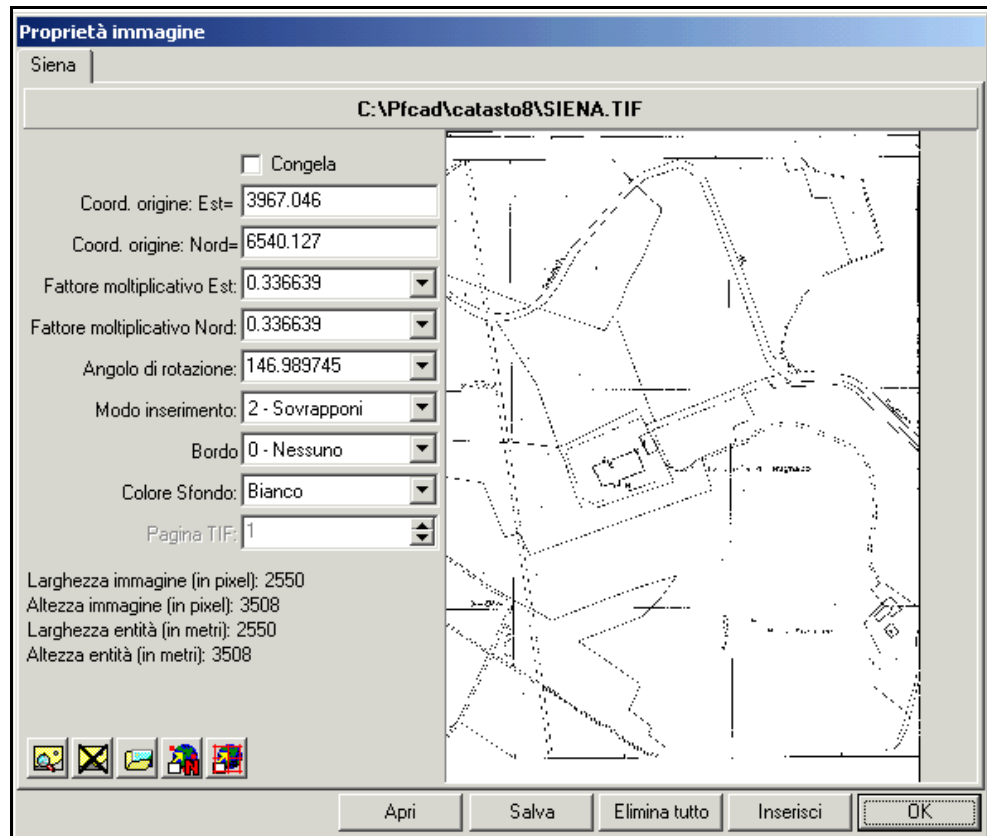 Proprietà immagine
Siena
C:\Pfcad\catasto8\SIENA.TIF
Congela
Coord. origine: Est= 3967.046
Coord. origine: Nord= 6540.127
Fattore moltiplicativo Est: 0.336639
Fattore moltiplicativo Nord: 0.336639
Angolo di rotazione: 146.989745
Modo inserimento: 2 - Sovrapponi
Bordo 0 - Nessuno
Colore Sfondo: Bianco
Pagina TIF: 1
Larghezza immagine (in pixel): 2550
Altezza immagine (in pixel): 3508
Larghezza entità (in metri): 2550
Altezza entità (in metri): 3508
Apri
Salva
Elimina tutto
Inserisci
OK